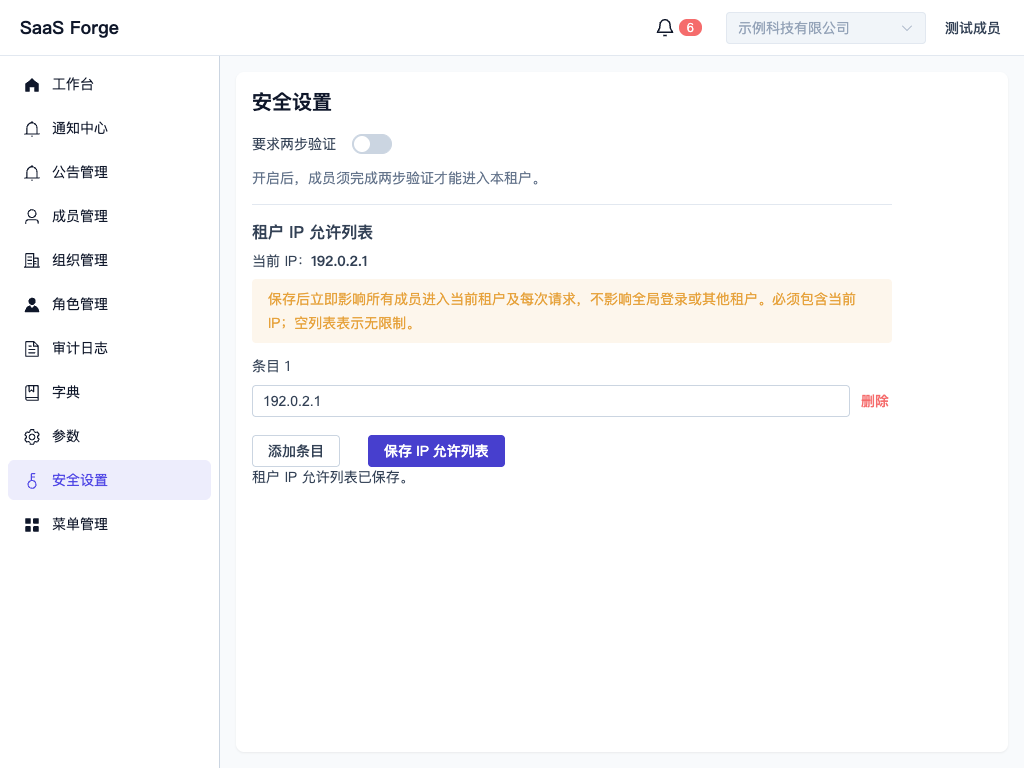 SaaS Forge
6
示例科技有限公司
测试成员
工作台
通知中心
公告管理
成员管理
组织管理
角色管理
审计日志
字典
参数
安全设置
菜单管理
安全设置
要求两步验证
开启后，成员须完成两步验证才能进入本租户。
租户 IP 允许列表
当前 IP：192.0.2.1
保存后立即影响所有成员进入当前租户及每次请求，不影响全局登录或其他租户。必须包含当前
IP；空列表表示无限制。
条目 1
192.0.2.1
删除
添加条目
保存 IP 允许列表
租户 IP 允许列表已保存。